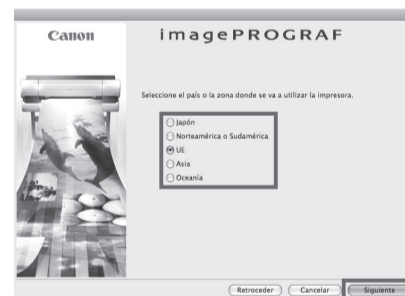 Canon
imagePROGRAF
Seleccione el país o la zona donde se va a utilizar la impresora.
Japón
Norteamérica o Sudamérica
UE
Asia
Oceanía
Retroceder
Cancelar
Siguiente